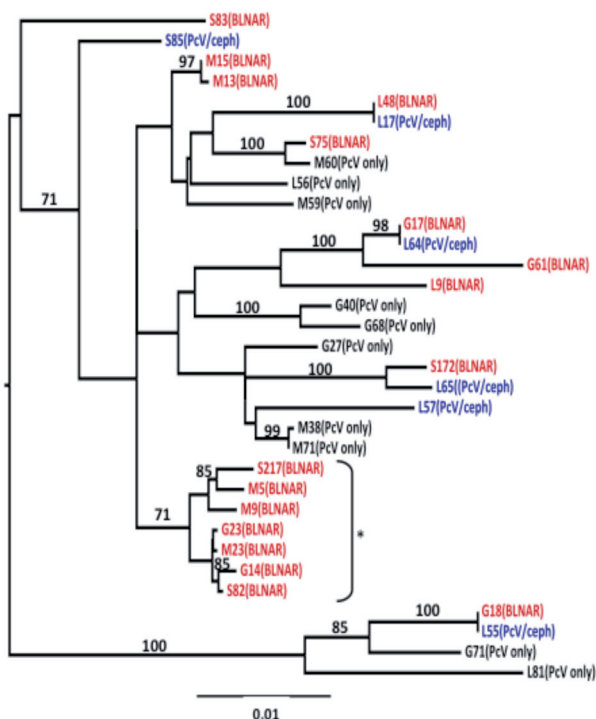 S83(BLNAR)
S85(PcV/ceph)
97
M15(BLNAR)
M13(BLNAR)
100
L48(BLNAR)
L17(PcV/ceph)
100
S75(BLNAR)
M60(PcV only)
L56(PcV only)
71
M59(PcV only)
98
G17(BLNAR)
100
L64(PcV/ceph)
G61(BLNAR)
L9(BLNAR)
100
G40(PcV only)
G68(PcV only)
G27(PcV only)
100
S172(BLNAR)
L65((PcV/ceph)
L57(PcV/ceph)
99
M38(PcV only)
M71(PcV only)
85
S217(BLNAR)
M5(BLNAR)
71
M9(BLNAR)
G23(BLNAR)
*
M23(BLNAR)
85
G14(BLNAR)
S82(BLNAR)
100
G18(BLNAR)
85
L55(PcV/ceph)
100
G71(PcV only)
L81(PcV only)
0.01